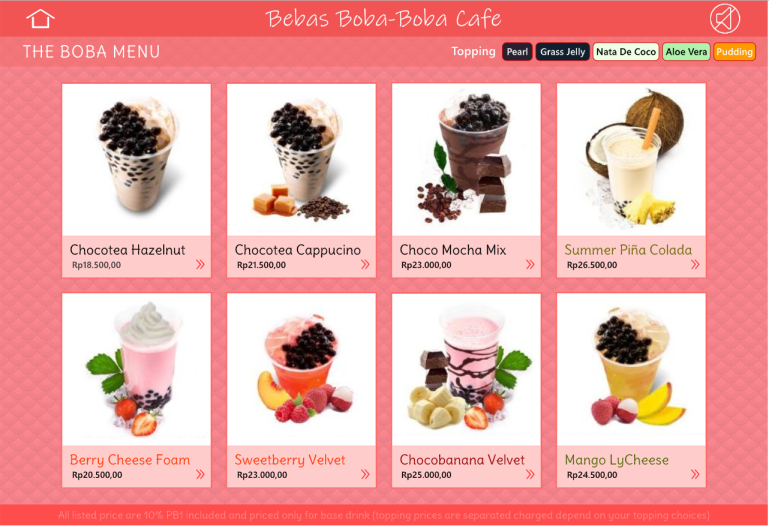 Bebas Boba-Boba Cafe
THE BOBA MENU
Topping Pearl Grass Jelly Nata De Coco Aloe Vera Pudding
Chocotea Hazelnut
Rp18.500,00
Chocotea Cappucino
Rp21.500,00
Choco Mocha Mix
Rp23.000,00
Summer Piña Colada
Rp26.500,00
Berry Cheese Foam
Rp20.500,00
Sweetberry Velvet
Rp23.000,00
Chocobanana Velvet
Rp25.000,00
Mango LyCheese
Rp24.500,00
All listed price are 10% PB1 included and priced only for base drink (topping prices are separated charged depend on your topping choices)